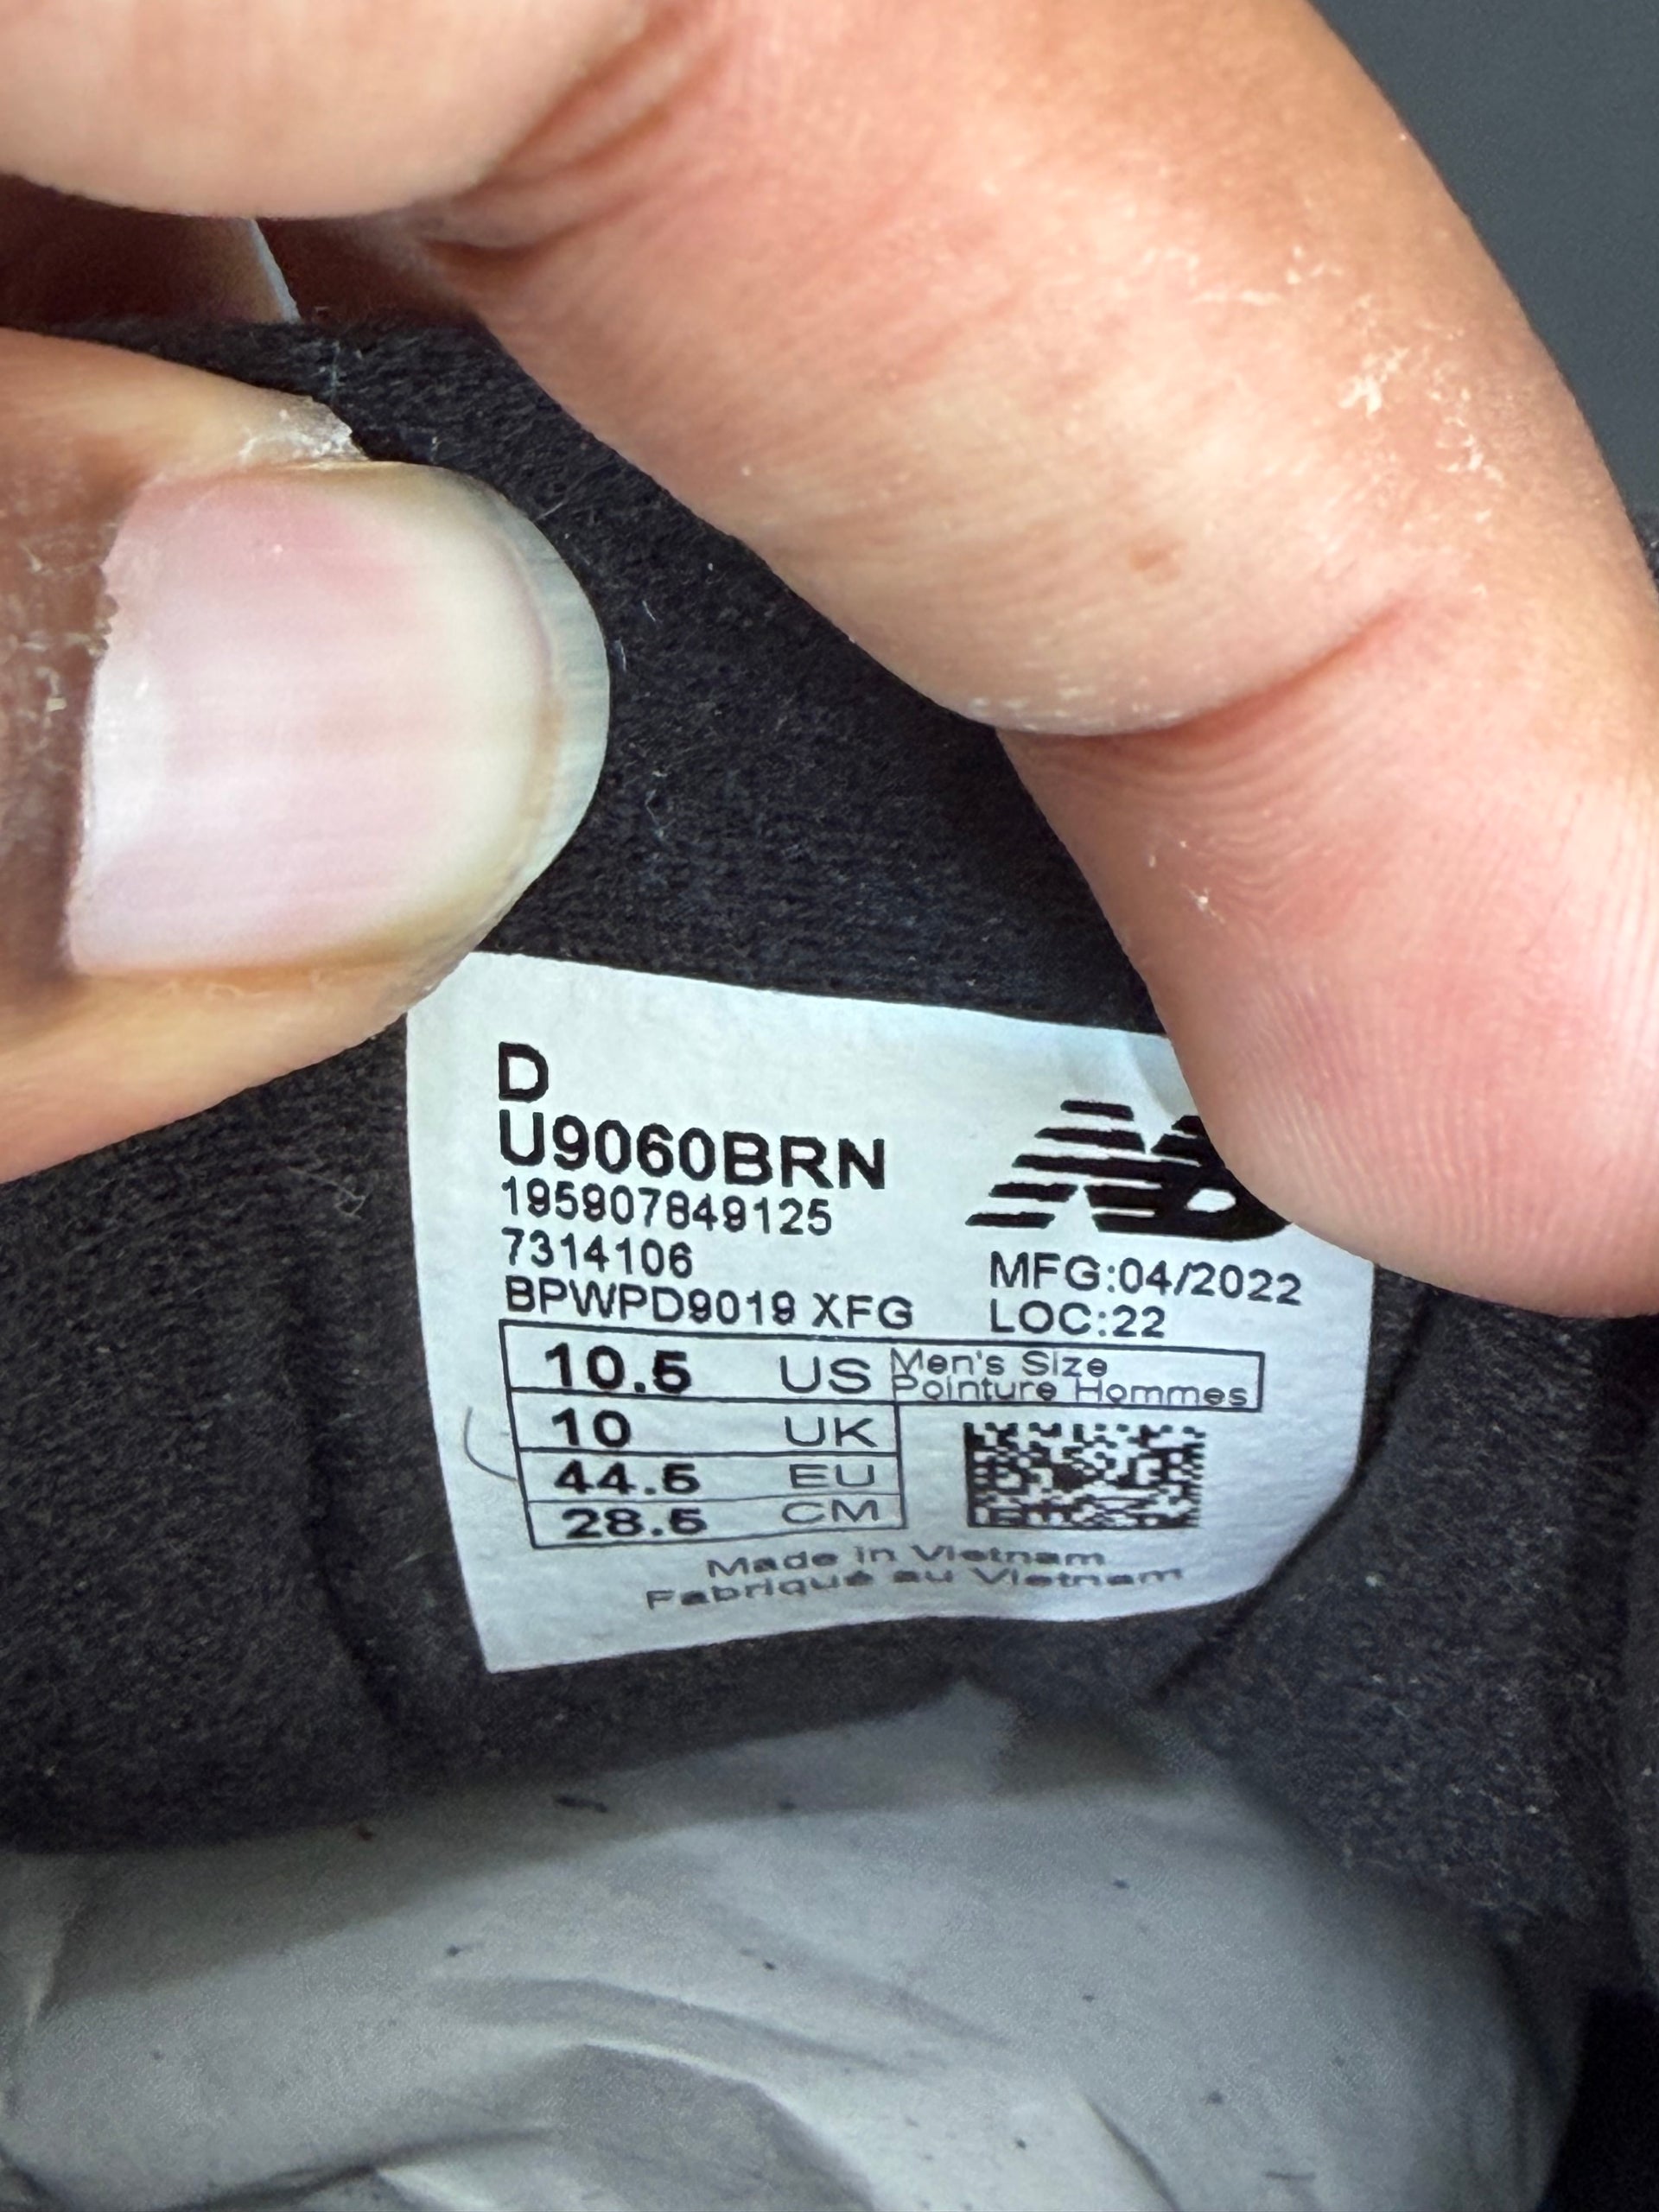 D
U9060BRN
195907849125
7314106
BPWPD9019 XFG
MFG:04/2022
LOC:22
10.5 US Men's Size
Pointure Hommes
10 UK
44.5 EU
28.5 CM
Made in Vietnam
Fabriqué au Vietnam